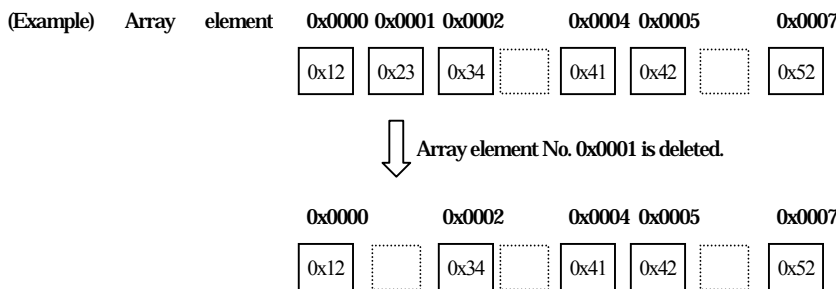 (Example) Array element 0x0000 0x0001 0x0002 0x0004 0x0005 0x0007
0x12 0x23 0x34 0x41 0x42 0x52
Array element No. 0x0001 is deleted.
0x0000 0x0002 0x0004 0x0005 0x0007
0x12 0x34 0x41 0x42 0x52